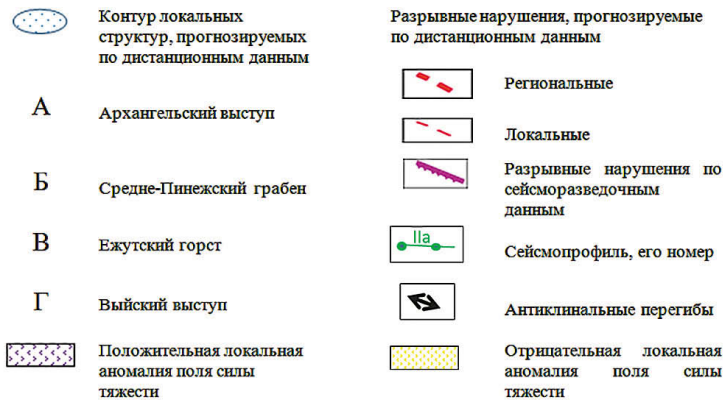 Контур локальных
структур, прогнозируемых
по дистанционным данным
А
Архангельский выступ
Б
Средне-Пинежский грабен
В
Ежутский горст
Г
Выйский выступ
Положительная локальная
аномалия поля силы
тяжести
Разрывные нарушения, прогнозируемые
по дистанционным данным
Региональные
Локальные
Разрывные нарушения по
сейсморазведочным
данным
IIа
Сейсмопрофиль, его номер
Антиклинальные перегибы
Отрицательная локальная
аномалия поля силы
тяжести